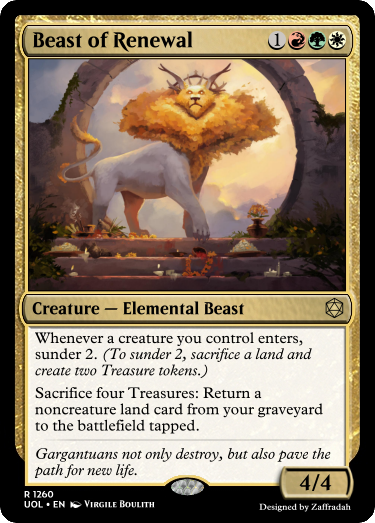 Beast of Renewal
1
Creature — Elemental Beast
Whenever a creature you control enters,
sunder 2. (To sunder 2, sacrifice a land and
create two Treasure tokens.)
Sacrifice four Treasures: Return a
noncreature land card from your graveyard
to the battlefield tapped.
Gargantuans not only destroy, but also pave the
path for new life.
4/4
R 1260
UOL • EN Virgile Boulith
Designed by Zaffradah